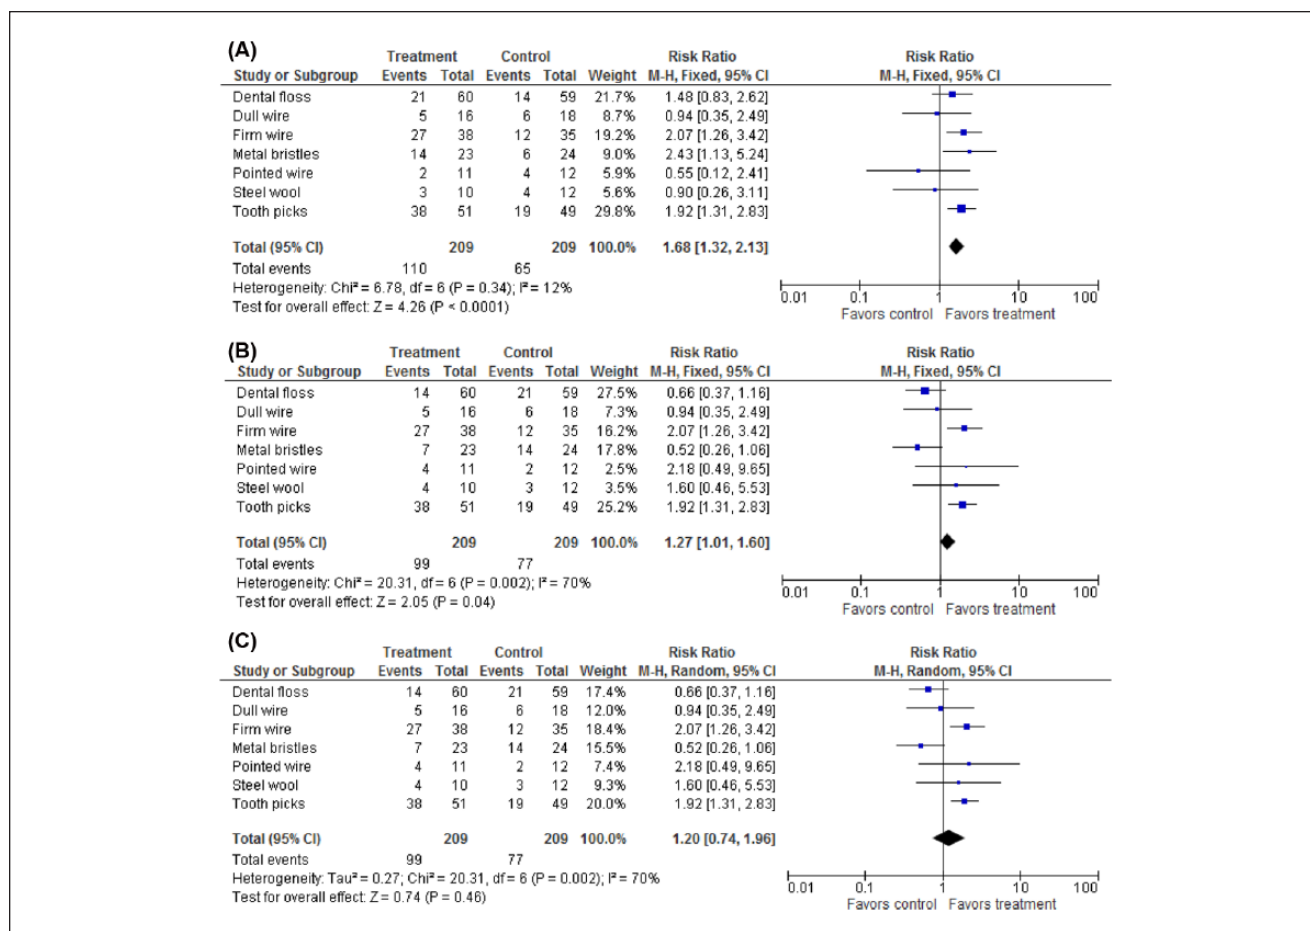 (A)
Treatment Control Risk Ratio Risk Ratio
Study or Subgroup Events Total Events Total Weight M-H, Fixed, 95% CI M-H, Fixed, 95% CI
Dental floss 21 60 14 59 21.7% 1.48 [0.83, 2.62]
Dull wire 5 16 6 18 8.7% 0.94 [0.35, 2.49]
Firm wire 27 38 12 35 19.2% 2.07 [1.26, 3.42]
Metal bristles 14 23 6 24 9.0% 2.43 [1.13, 5.24]
Pointed wire 2 11 4 12 5.9% 0.55 [0.12, 2.41]
Steel wool 3 10 4 12 5.6% 0.90 [0.26, 3.11]
Tooth picks 38 51 19 49 29.8% 1.92 [1.31, 2.83]
Total (95% CI) 209 209 100.0% 1.68 [1.32, 2.13]
Total events 110 65
Heterogeneity: Chi² = 6.78, df = 6 (P = 0.34); I² = 12%
Test for overall effect: Z = 4.26 (P < 0.0001)
0.01 0.1 1 10 100
Favors control Favors treatment
(B)
Treatment Control Risk Ratio Risk Ratio
Study or Subgroup Events Total Events Total Weight M-H, Fixed, 95% CI M-H, Fixed, 95% CI
Dental floss 14 60 21 59 27.5% 0.66 [0.37, 1.16]
Dull wire 5 16 6 18 7.3% 0.94 [0.35, 2.49]
Firm wire 27 38 12 35 16.2% 2.07 [1.26, 3.42]
Metal bristles 7 23 14 24 17.8% 0.52 [0.26, 1.06]
Pointed wire 4 11 2 12 2.5% 2.18 [0.49, 9.65]
Steel wool 4 10 3 12 3.5% 1.60 [0.46, 5.53]
Tooth picks 38 51 19 49 25.2% 1.92 [1.31, 2.83]
Total (95% CI) 209 209 100.0% 1.27 [1.01, 1.60]
Total events 99 77
Heterogeneity: Chi² = 20.31, df = 6 (P = 0.002); I² = 70%
Test for overall effect: Z = 2.05 (P = 0.04)
0.01 0.1 1 10 100
Favors control Favors treatment
(C)
Treatment Control Risk Ratio Risk Ratio
Study or Subgroup Events Total Events Total Weight M-H, Random, 95% CI M-H, Random, 95% CI
Dental floss 14 60 21 59 17.4% 0.66 [0.37, 1.16]
Dull wire 5 16 6 18 12.0% 0.94 [0.35, 2.49]
Firm wire 27 38 12 35 18.4% 2.07 [1.26, 3.42]
Metal bristles 7 23 14 24 15.5% 0.52 [0.26, 1.06]
Pointed wire 4 11 2 12 7.4% 2.18 [0.49, 9.65]
Steel wool 4 10 3 12 9.3% 1.60 [0.46, 5.53]
Tooth picks 38 51 19 49 20.0% 1.92 [1.31, 2.83]
Total (95% CI) 209 209 100.0% 1.20 [0.74, 1.96]
Total events 99 77
Heterogeneity: Tau² = 0.27; Chi² = 20.31, df = 6 (P = 0.002); I² = 70%
Test for overall effect: Z = 0.74 (P = 0.46)
0.01 0.1 1 10 100
Favors control Favors treatment